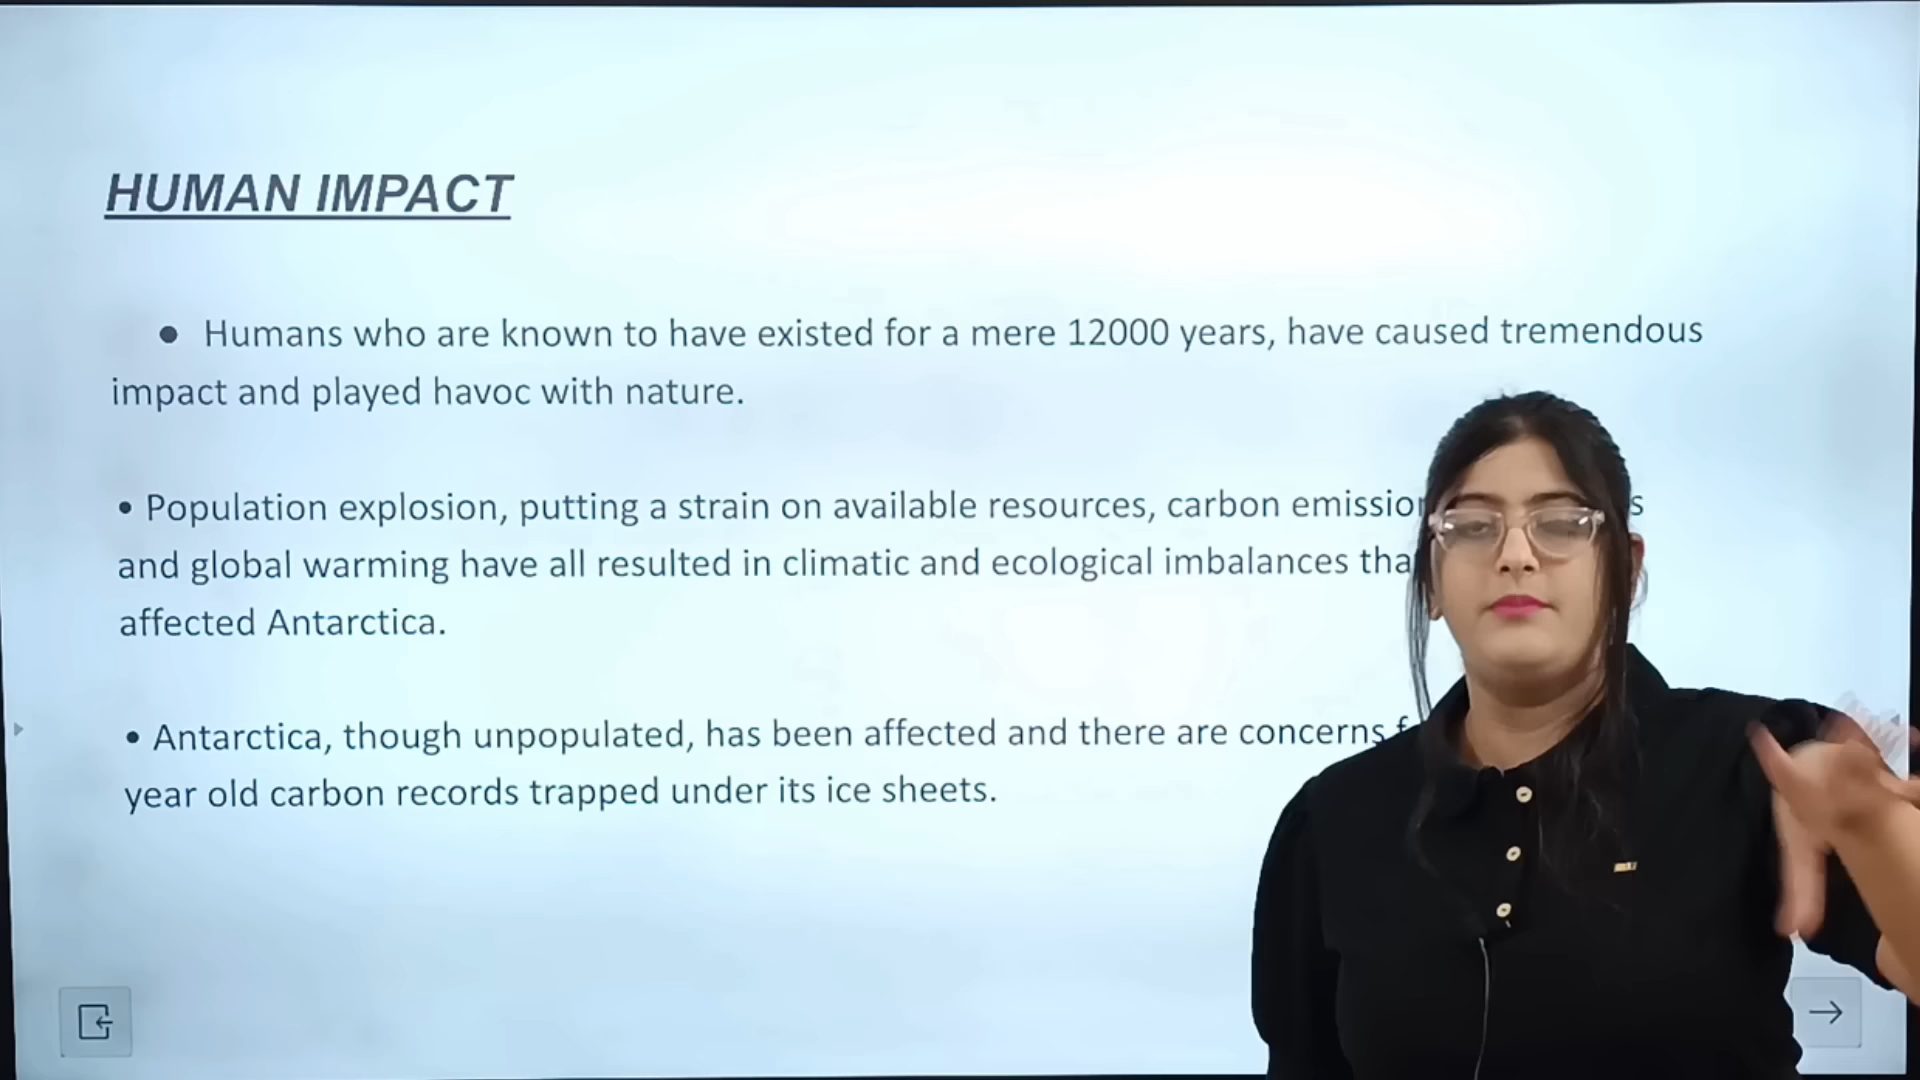 HUMAN IMPACT
● Humans who are known to have existed for a mere 12000 years, have caused tremendous
impact and played havoc with nature.
• Population explosion, putting a strain on available resources, carbon
and global warming have all resulted in climatic and ecological imbalances
affected Antarctica.
• Antarctica, though unpopulated, has been affected and there are concerns
year old carbon records trapped under its ice sheets.